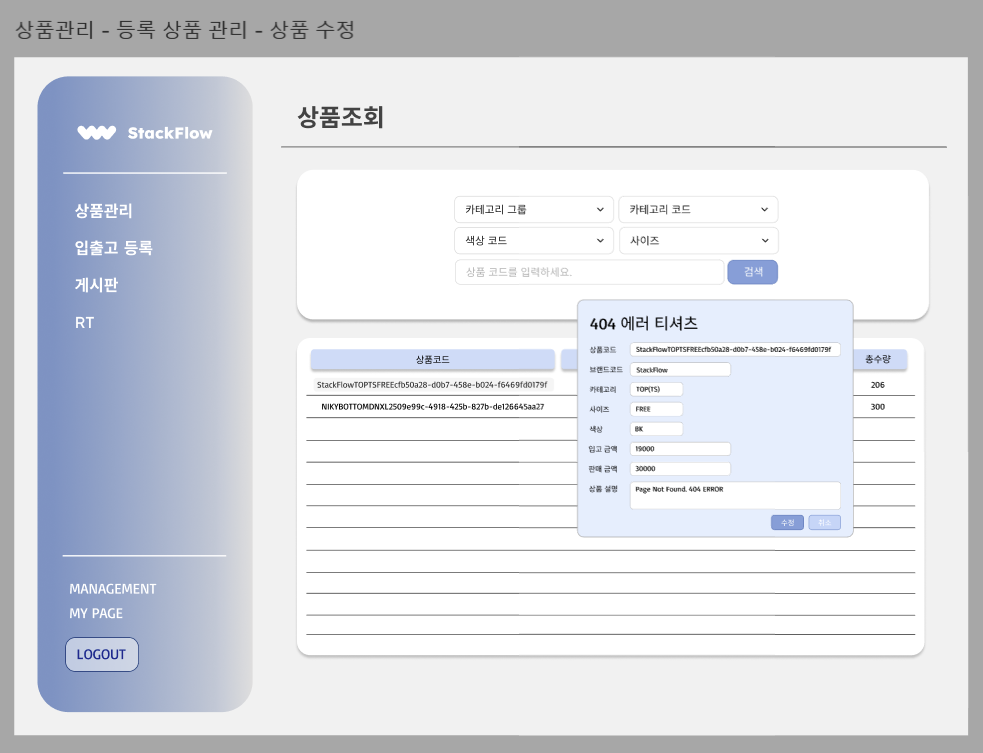 상품관리 - 등록 상품 관리 - 상품 수정
StackFlow
상품관리
입출고 등록
게시판
RT
MANAGEMENT
MY PAGE
LOGOUT
상품조회
카테고리 그룹
카테고리 코드
색상 코드
사이즈
상품 코드를 입력하세요.
검색
상품코드
총수량
StackFlowTOPTSFREEcfb50a28-d0b7-458e-b024-f6469fd0179f
206
NIKYBOTTOMDNXL2509e99c-4918-425b-827b-de126645aa27
300
404 에러 티셔츠
상품코드
StackFlowTOPTSFREEcfb50a28-d0b7-458e-b024-f6469fd0179f
브랜드코드
StackFlow
카테고리
TOP(TS)
사이즈
FREE
색상
BK
입고 금액
19000
판매 금액
30000
상품 설명
Page Not Found. 404 ERROR
수정
취소